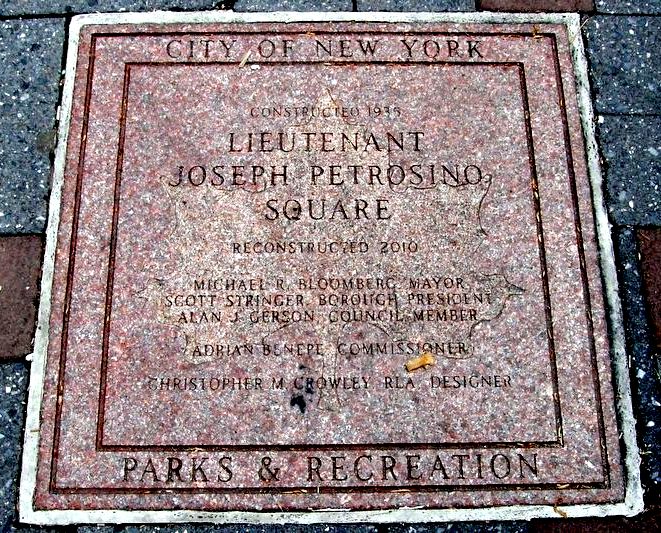 CITY OF NEW YORK
CONSTRUCTED 1935
LIEUTENANT
JOSEPH PETROSINO
SQUARE
RECONSTRUCTED 2010
MICHAEL R. BLOOMBERG, MAYOR
SCOTT STRINGER, BOROUGH PRESIDENT
ALAN J. GERSON, COUNCIL MEMBER
ADRIAN BENEPE, COMMISSIONER
CHRISTOPHER M. CROWLEY, RLA, DESIGNER
PARKS & RECREATION